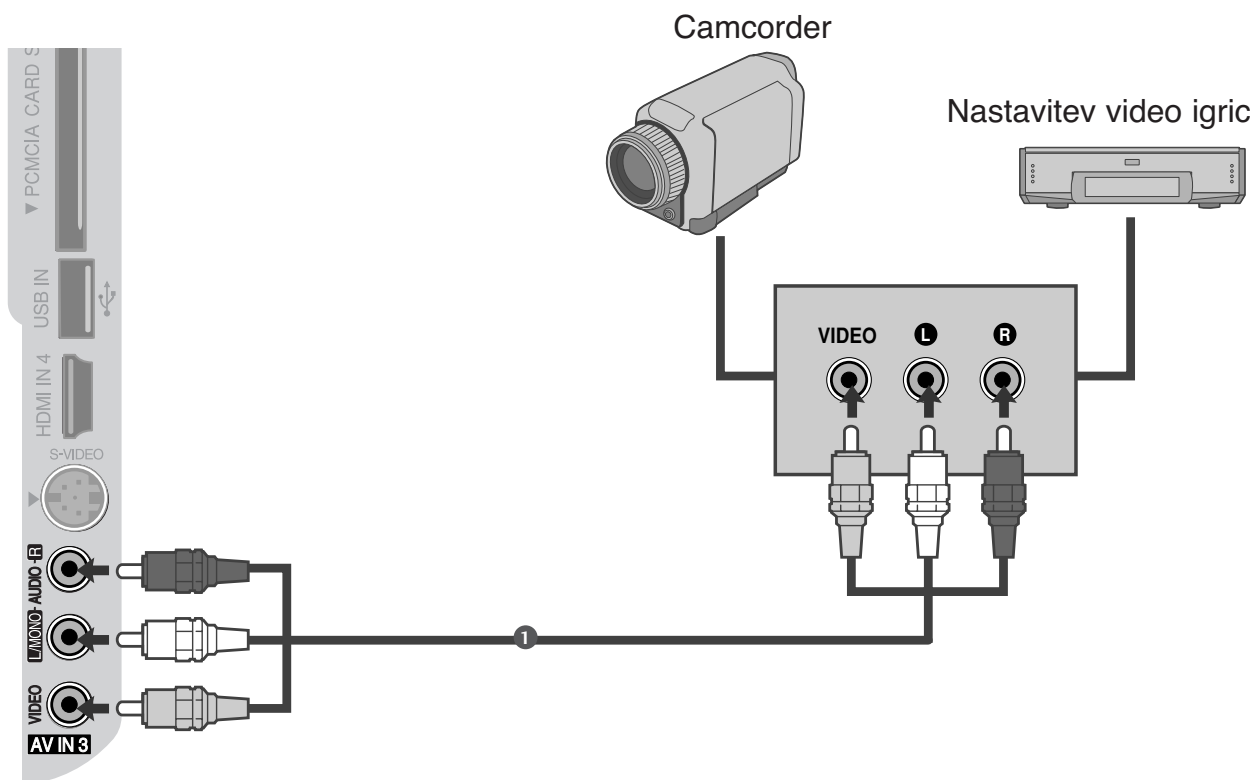 Camcorder
Nastavitev video igric
▼ PCMCIA CARD S
USB IN
HDMI IN 4
S-VIDEO
L/MONO - AUDIO - R
VIDEO
AV IN 3
VIDEO
L
R
1